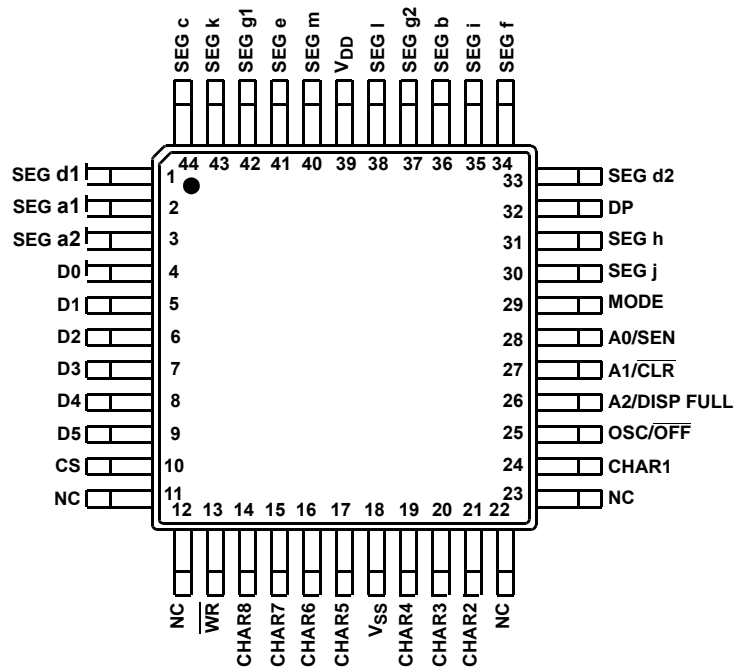 SEG c
SEG k
SEG g1
SEG e
SEG m
VDD
SEG l
SEG g2
SEG b
SEG i
SEG f
44 43 42 41 40 39 38 37 36 35 34
SEG d1 1
SEG a1 2
SEG a2 3
D0 4
D1 5
D2 6
D3 7
D4 8
D5 9
CS 10
NC 11
33 SEG d2
32 DP
31 SEG h
30 SEG j
29 MODE
28 A0/SEN
27 A1/C̅L̅R̅
26 A2/DISP FULL
25 OSC/O̅F̅F̅
24 CHAR1
23 NC
12 13 14 15 16 17 18 19 20 21 22
NC
W̅R̅
CHAR8
CHAR7
CHAR6
CHAR5
VSS
CHAR4
CHAR3
CHAR2
NC